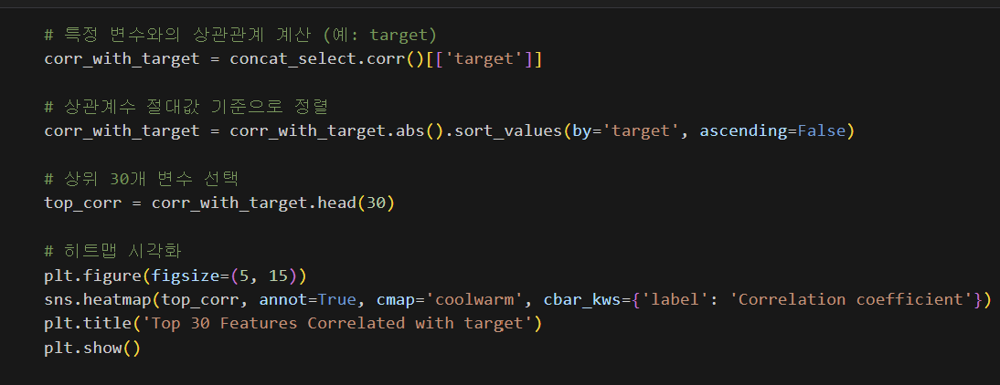 # 특정 변수와의 상관관계 계산 (예: target)
corr_with_target = concat_select.corr()[['target']]
# 상관계수 절대값 기준으로 정렬
corr_with_target = corr_with_target.abs().sort_values(by='target', ascending=False)
# 상위 30개 변수 선택
top_corr = corr_with_target.head(30)
# 히트맵 시각화
plt.figure(figsize=(5, 15))
sns.heatmap(top_corr, annot=True, cmap='coolwarm', cbar_kws={'label': 'Correlation coefficient'})
plt.title('Top 30 Features Correlated with target')
plt.show()